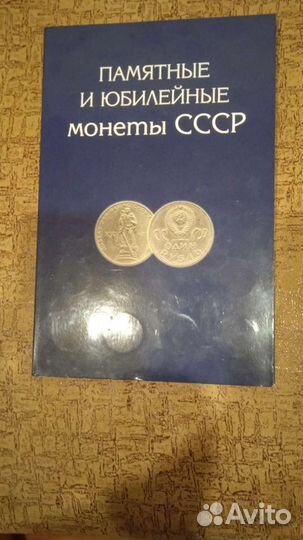 ПАМЯТНЫЕ
И ЮБИЛЕЙНЫЕ
монеты СССР
ОДИН
РУБЛЬ
Avito